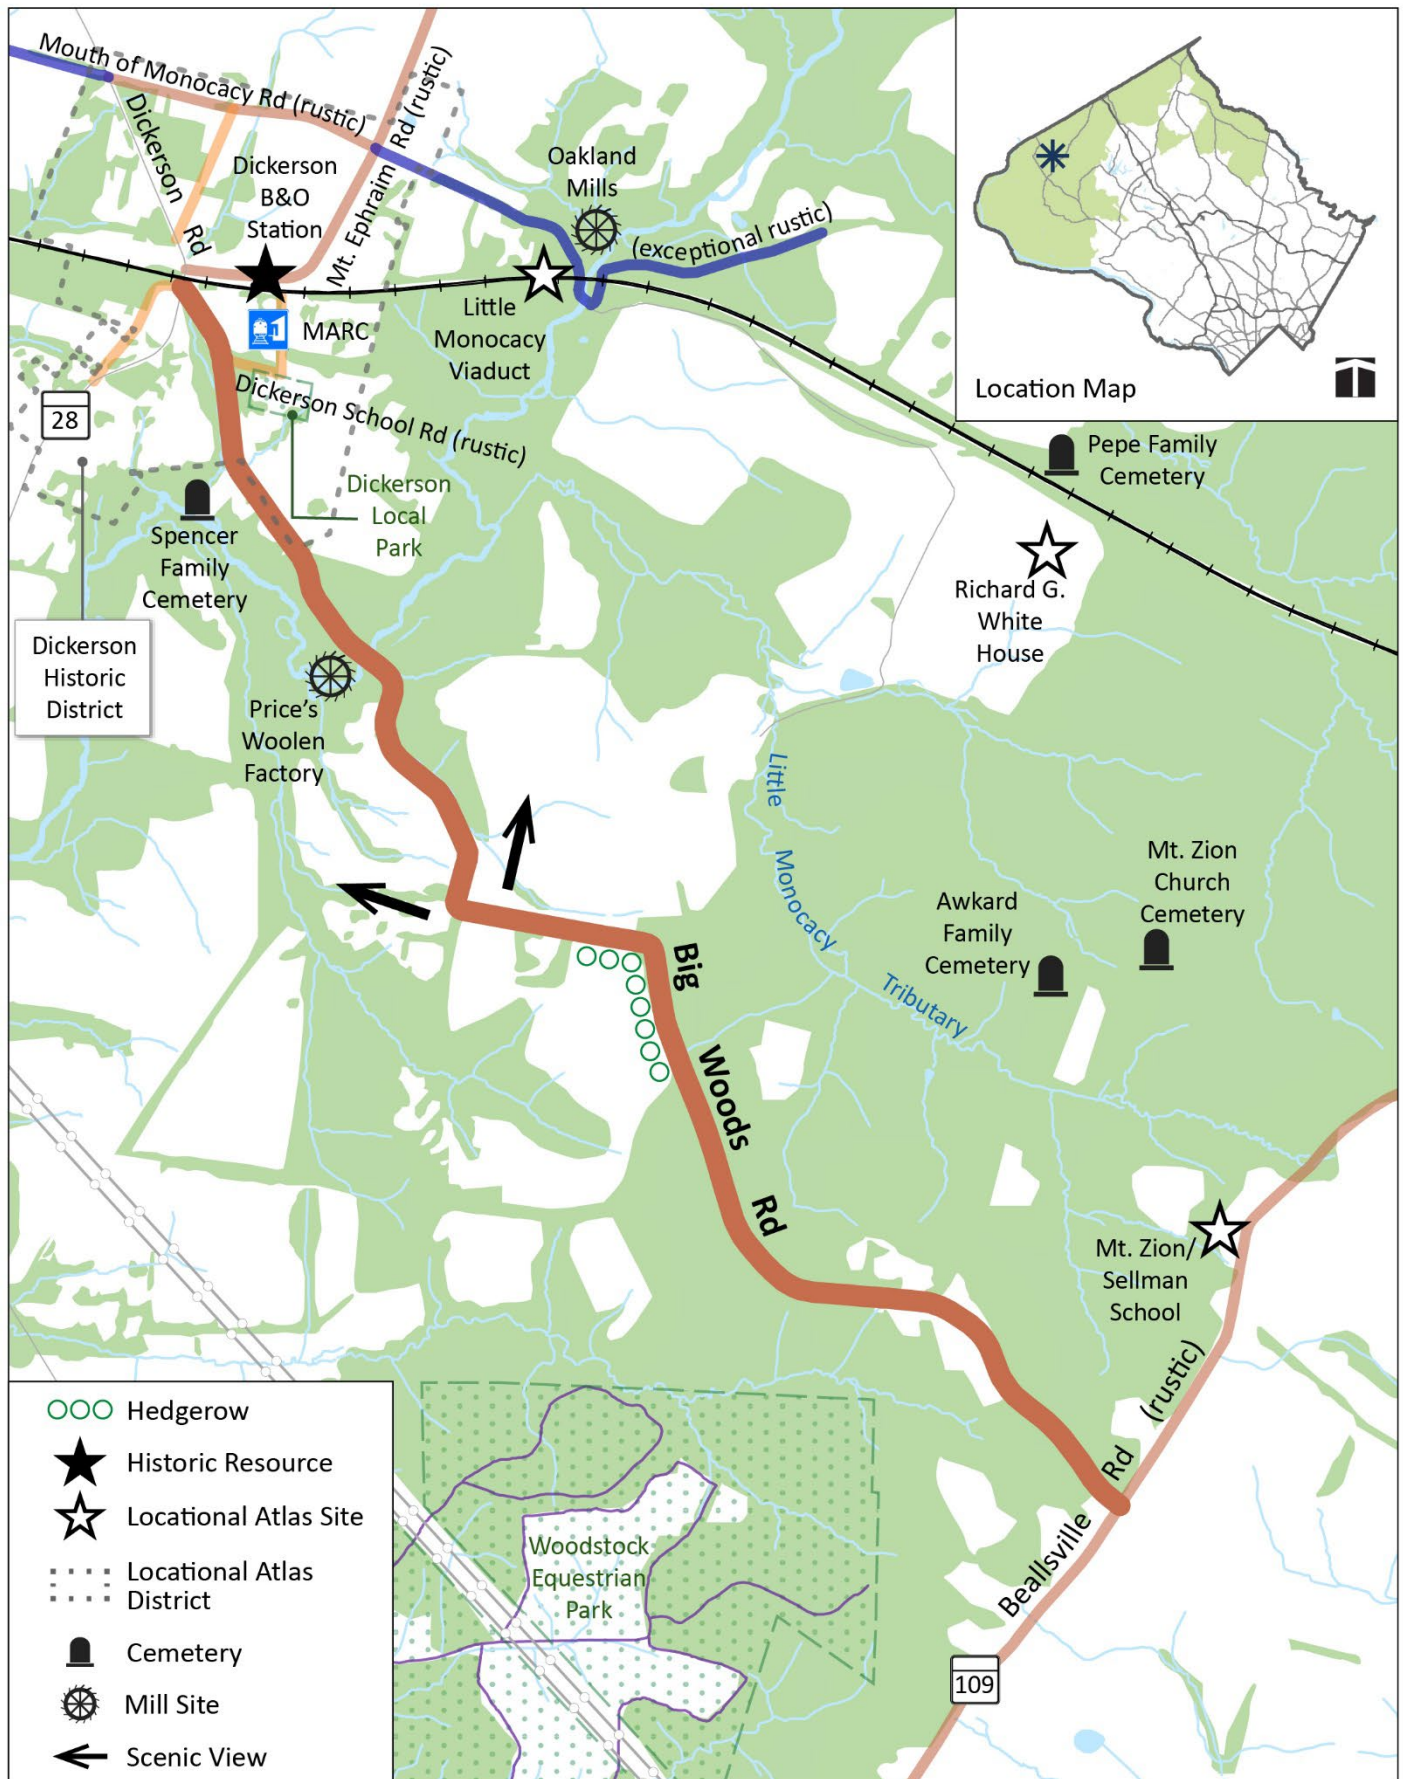 Mouth of Monocacy Rd (rustic)
Dickerson Rd
Mt. Ephraim Rd (rustic)
Dickerson
B&O
Station
Oakland
Mills
(exceptional rustic)
Little
Monocacy
Viaduct
MARC
28
Dickerson School Rd (rustic)
Dickerson
Local
Park
Spencer
Family
Cemetery
Dickerson
Historic
District
Price's
Woolen
Factory
Location Map
Pepe Family
Cemetery
Richard G.
White
House
Little
Monocacy
Tributary
Mt. Zion
Church
Cemetery
Awkard
Family
Cemetery
Big
Woods
Rd
Mt. Zion/
Sellman
School
Beallsville Rd (rustic)
109
Woodstock
Equestrian
Park
Hedgerow
Historic Resource
Locational Atlas Site
Locational Atlas
District
Cemetery
Mill Site
Scenic View